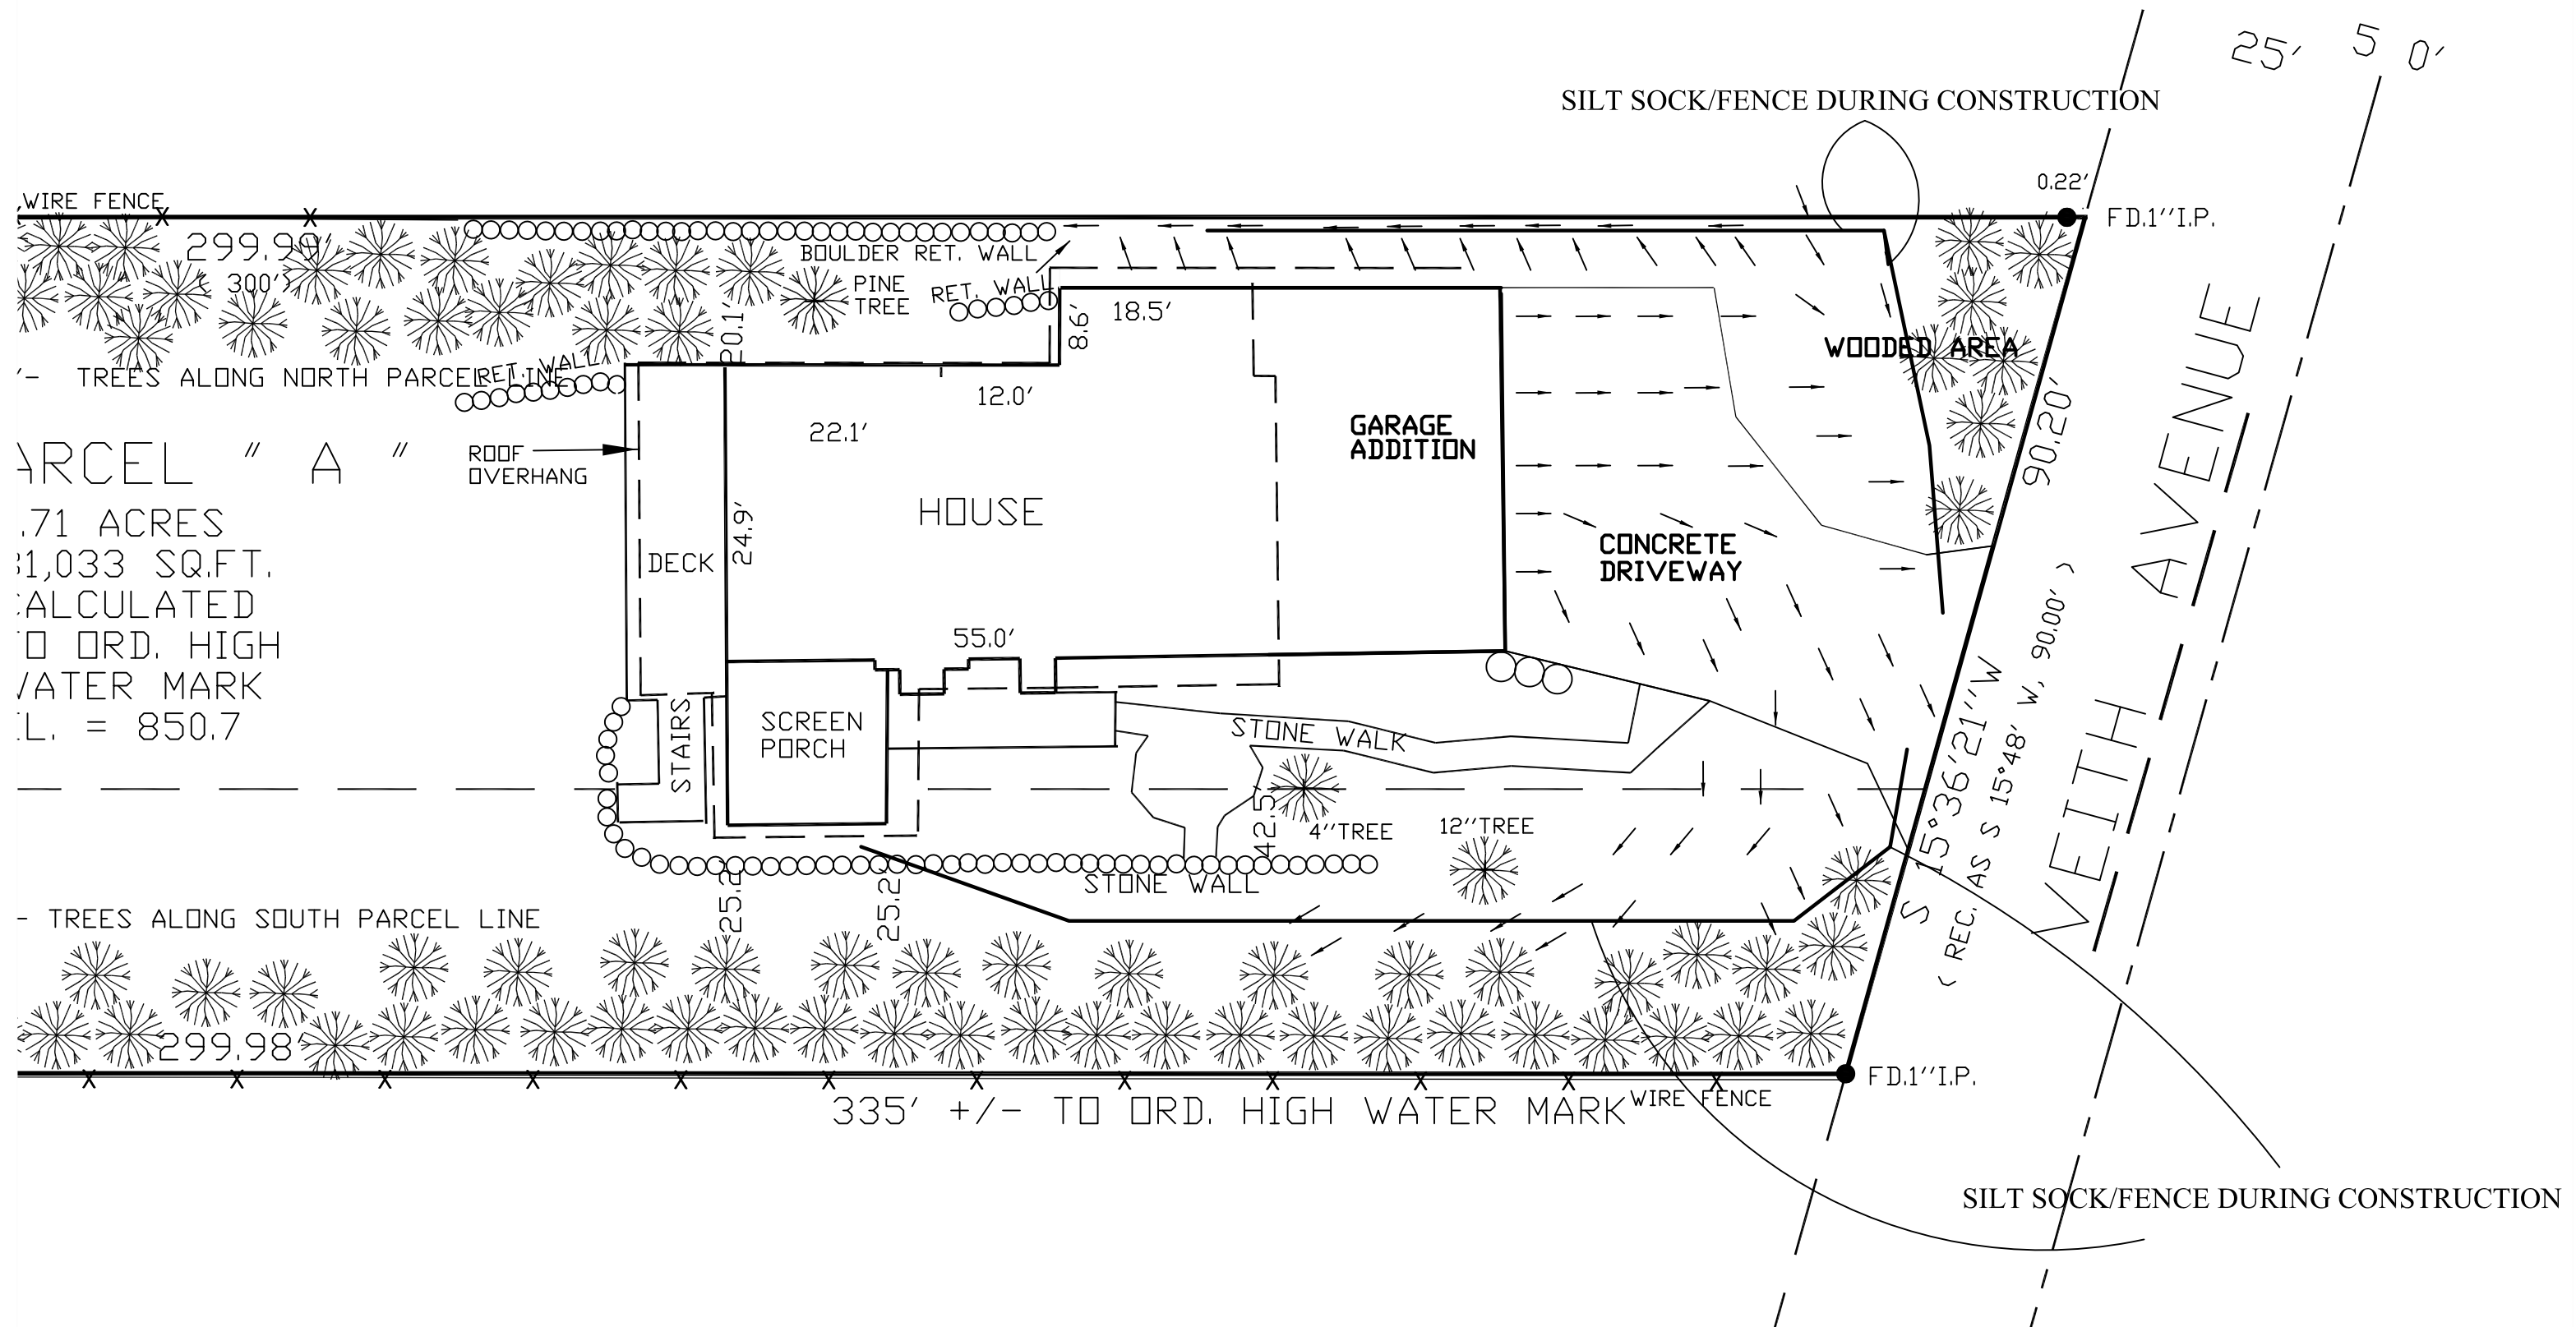 25' 5 0'
SILT SOCK/FENCE DURING CONSTRUCTION
0.22'
WIRE FENCE
FD.1''I.P.
299.99'
( 300')
BOULDER RET. WALL
PINE
TREE
RET. WALL
18.5'
8.6'
20.1'
WOODED AREA
RET. WALL
'- TREES ALONG NORTH PARCEL LINE
12.0'
22.1'
GARAGE
ADDITION
90.20'
ROOF
OVERHANG
ARCEL " A "
.71 ACRES
31,033 SQ.FT.
CALCULATED
TO ORD. HIGH
WATER MARK
EL. = 850.7
HOUSE
24.9'
DECK
CONCRETE
DRIVEWAY
VEITH AVENUE
55.0'
S 15°36'21''W
( REC. AS S 15°48' W, 90.00' )
SCREEN
PORCH
STAIRS
STONE WALK
42.5'
4''TREE
12''TREE
STONE WALL
25.2'
25.2'
- TREES ALONG SOUTH PARCEL LINE
299.98'
FD.1''I.P.
WIRE FENCE
335' +/- TO ORD. HIGH WATER MARK
SILT SOCK/FENCE DURING CONSTRUCTION